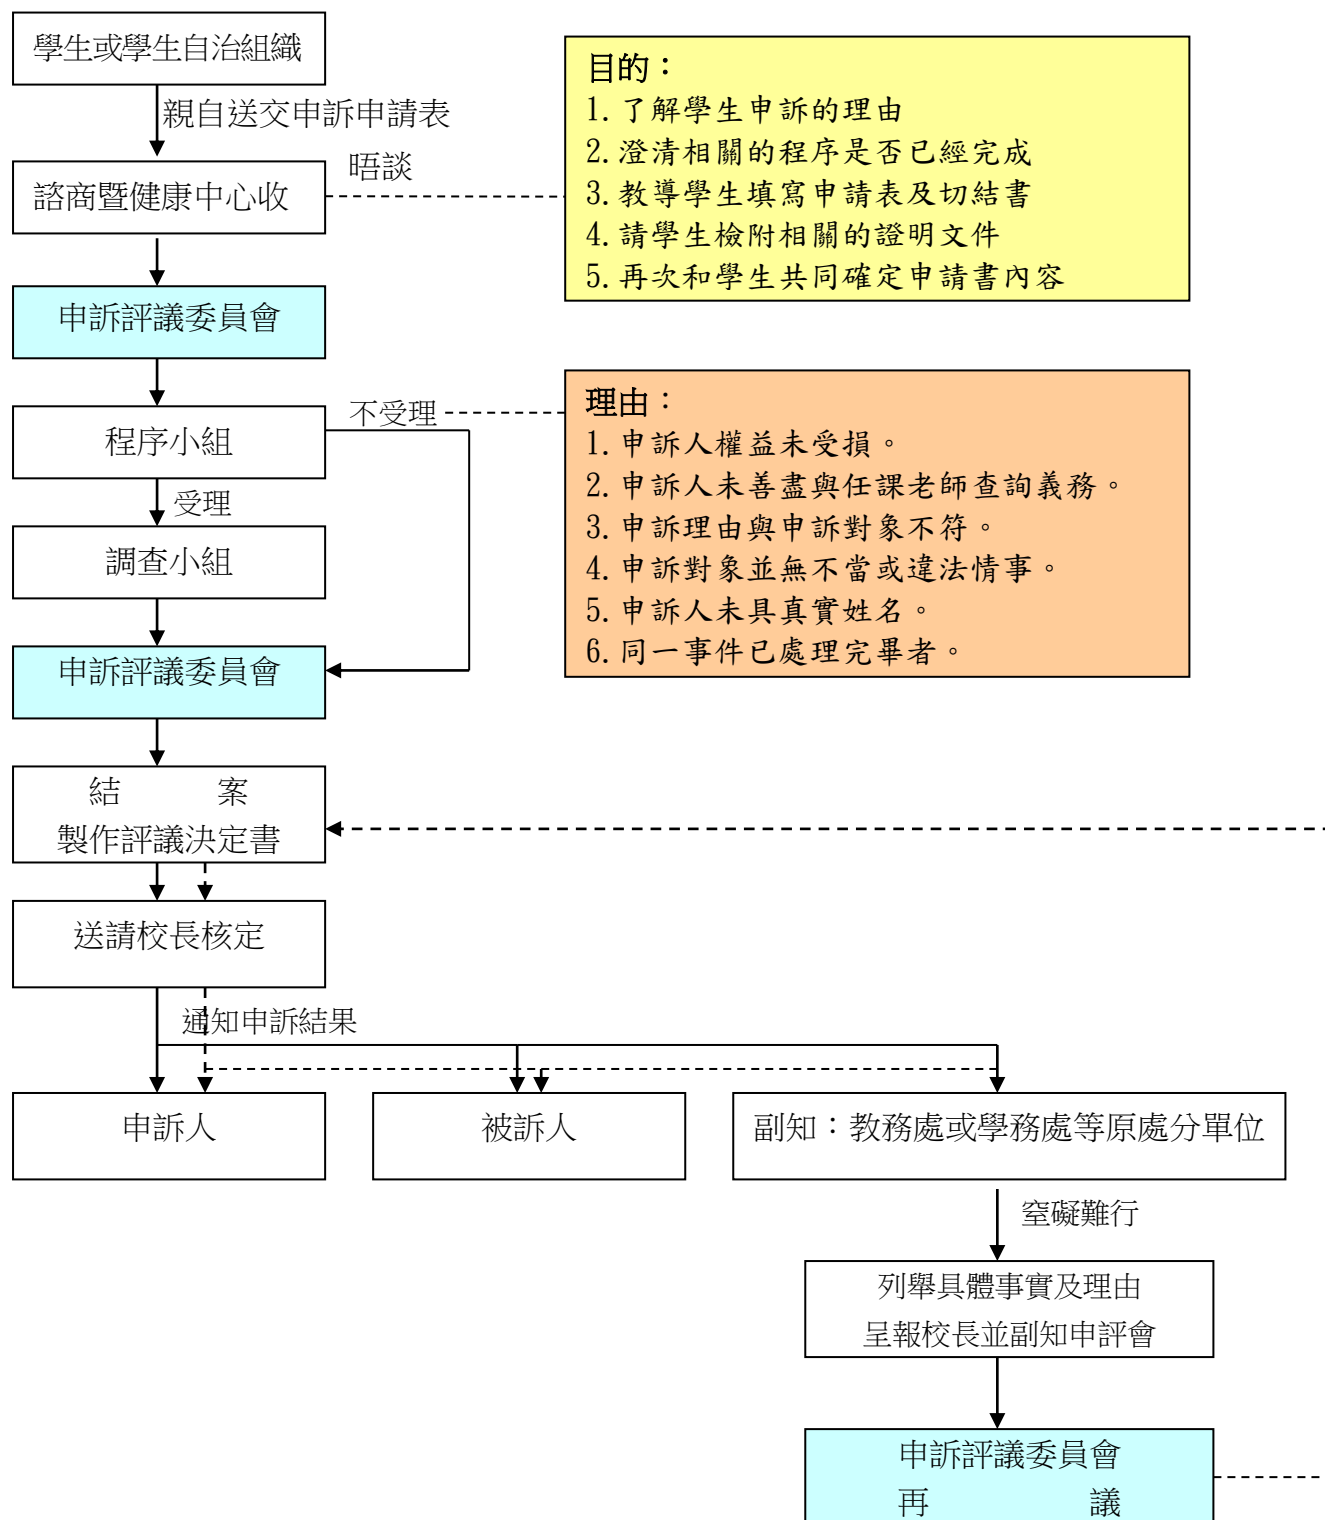 學生或學生自治組織
親自送交申訴申請表
晤談
諮商暨健康中心收
目的：
1.了解學生申訴的理由
2.澄清相關的程序是否已經完成
3.教導學生填寫申請表及切結書
4.請學生檢附相關的證明文件
5.再次和學生共同確定申請書內容
申訴評議委員會
程序小組
不受理
受理
理由：
1.申訴人權益未受損。
2.申訴人未善盡與任課老師查詢義務。
3.申訴理由與申訴對象不符。
4.申訴對象並無不當或違法情事。
5.申訴人未具真實姓名。
6.同一事件已處理完畢者。
調查小組
申訴評議委員會
結 案
製作評議決定書
送請校長核定
通知申訴結果
申訴人
被訴人
副知：教務處或學務處等原處分單位
窒礙難行
列舉具體事實及理由
呈報校長並副知申評會
申訴評議委員會
再 議